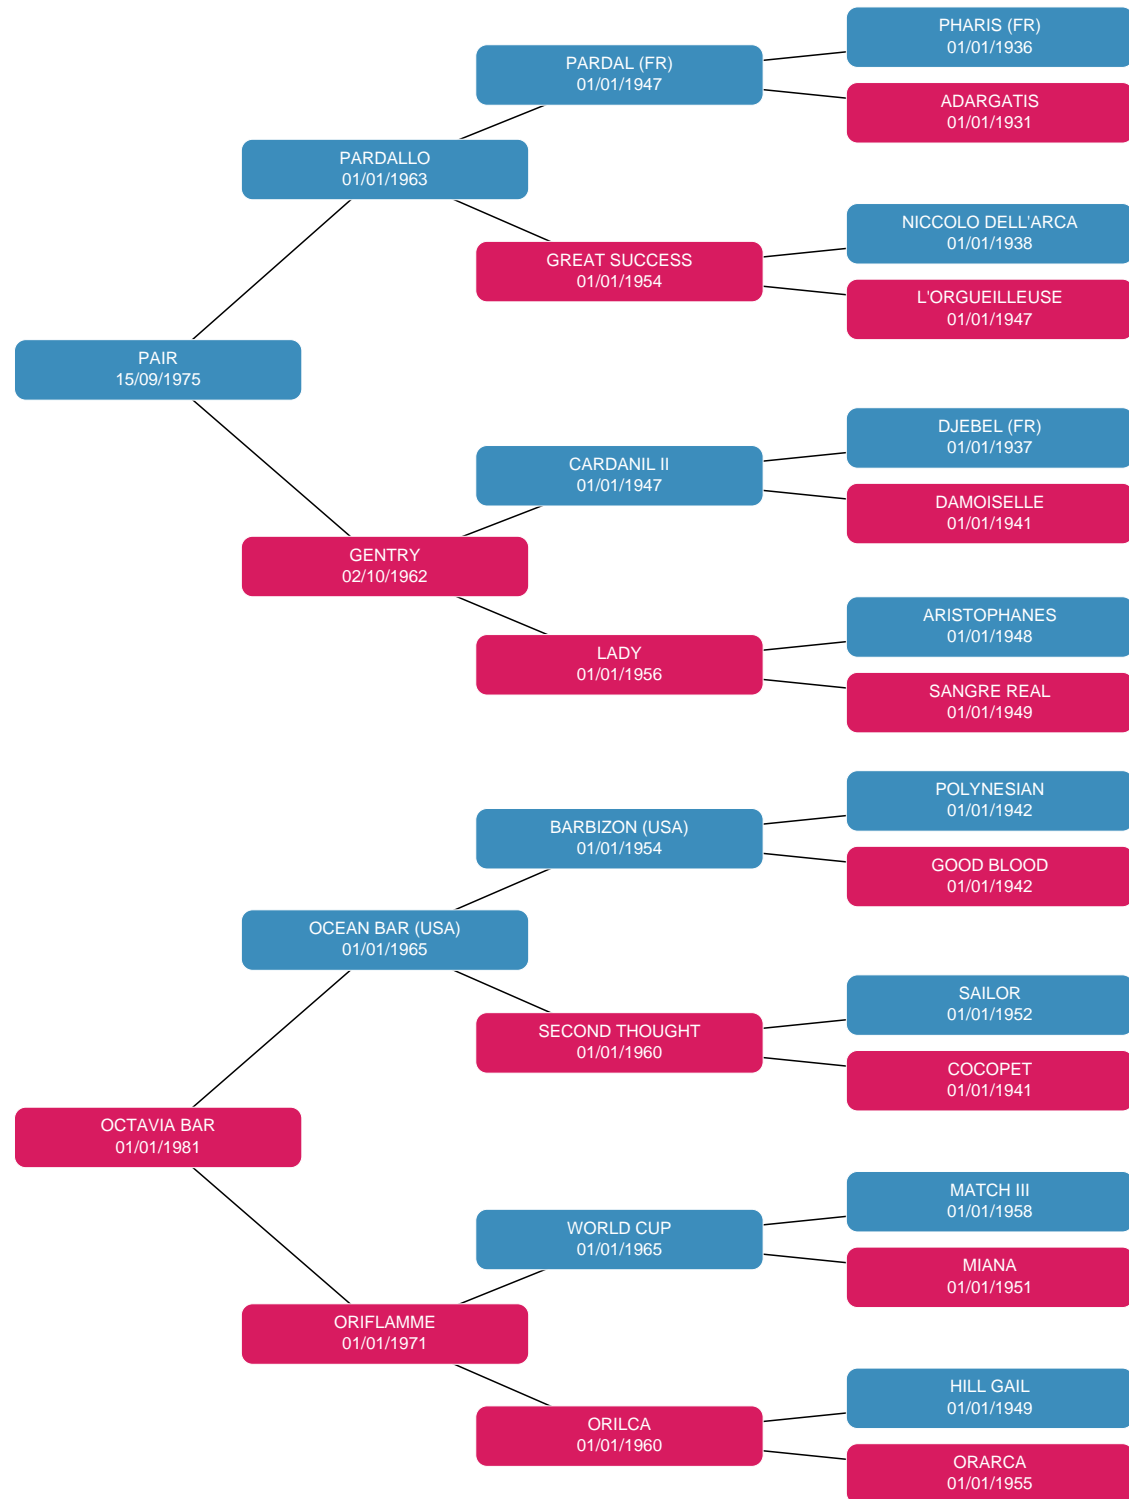 PHARIS (FR)
01/01/1936
PARDAL (FR)
01/01/1947
ADARGATIS
01/01/1931
PARDALLO
01/01/1963
NICCOLO DELL'ARCA
01/01/1938
GREAT SUCCESS
01/01/1954
L'ORGUEILLEUSE
01/01/1947
PAIR
15/09/1975
DJEBEL (FR)
01/01/1937
CARDANIL II
01/01/1947
DAMOISELLE
01/01/1941
GENTRY
02/10/1962
ARISTOPHANES
01/01/1948
LADY
01/01/1956
SANGRE REAL
01/01/1949
POLYNESIAN
01/01/1942
BARBIZON (USA)
01/01/1954
GOOD BLOOD
01/01/1942
OCEAN BAR (USA)
01/01/1965
SAILOR
01/01/1952
SECOND THOUGHT
01/01/1960
COCOPET
01/01/1941
OCTAVIA BAR
01/01/1981
MATCH III
01/01/1958
WORLD CUP
01/01/1965
MIANA
01/01/1951
ORIFLAMME
01/01/1971
HILL GAIL
01/01/1949
ORILCA
01/01/1960
ORARCA
01/01/1955